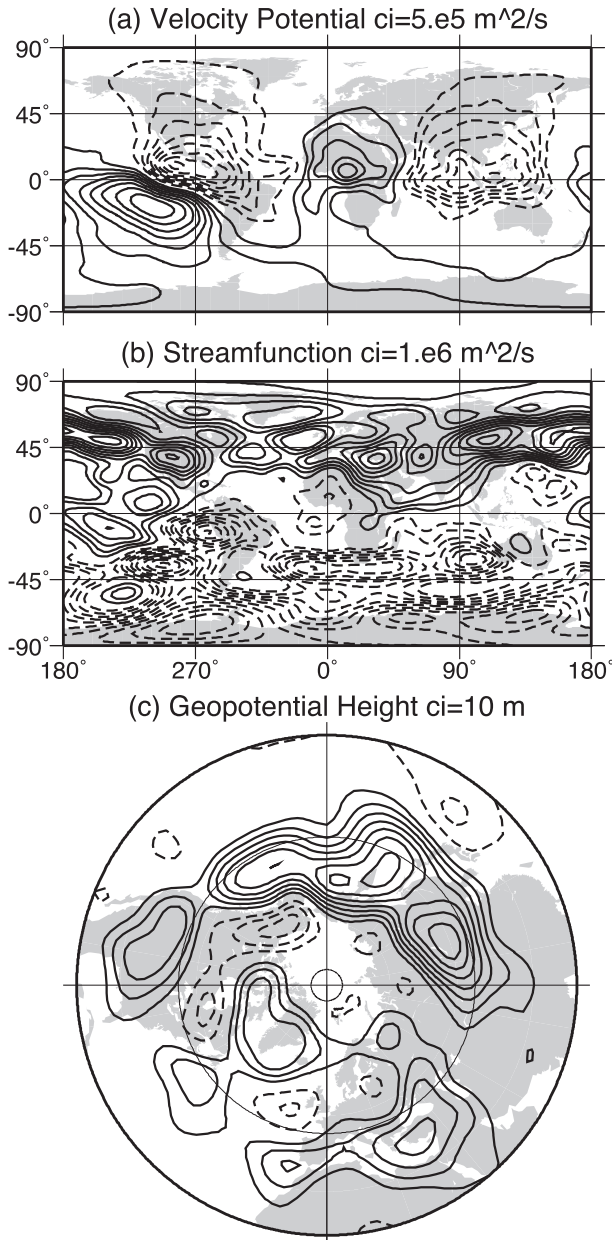 (a) Velocity Potential ci=5.e5 m^2/s
90°
45°
0°
-45°
-90°
(b) Streamfunction ci=1.e6 m^2/s
90°
45°
0°
-45°
-90°
180° 270° 0° 90° 180°
(c) Geopotential Height ci=10 m